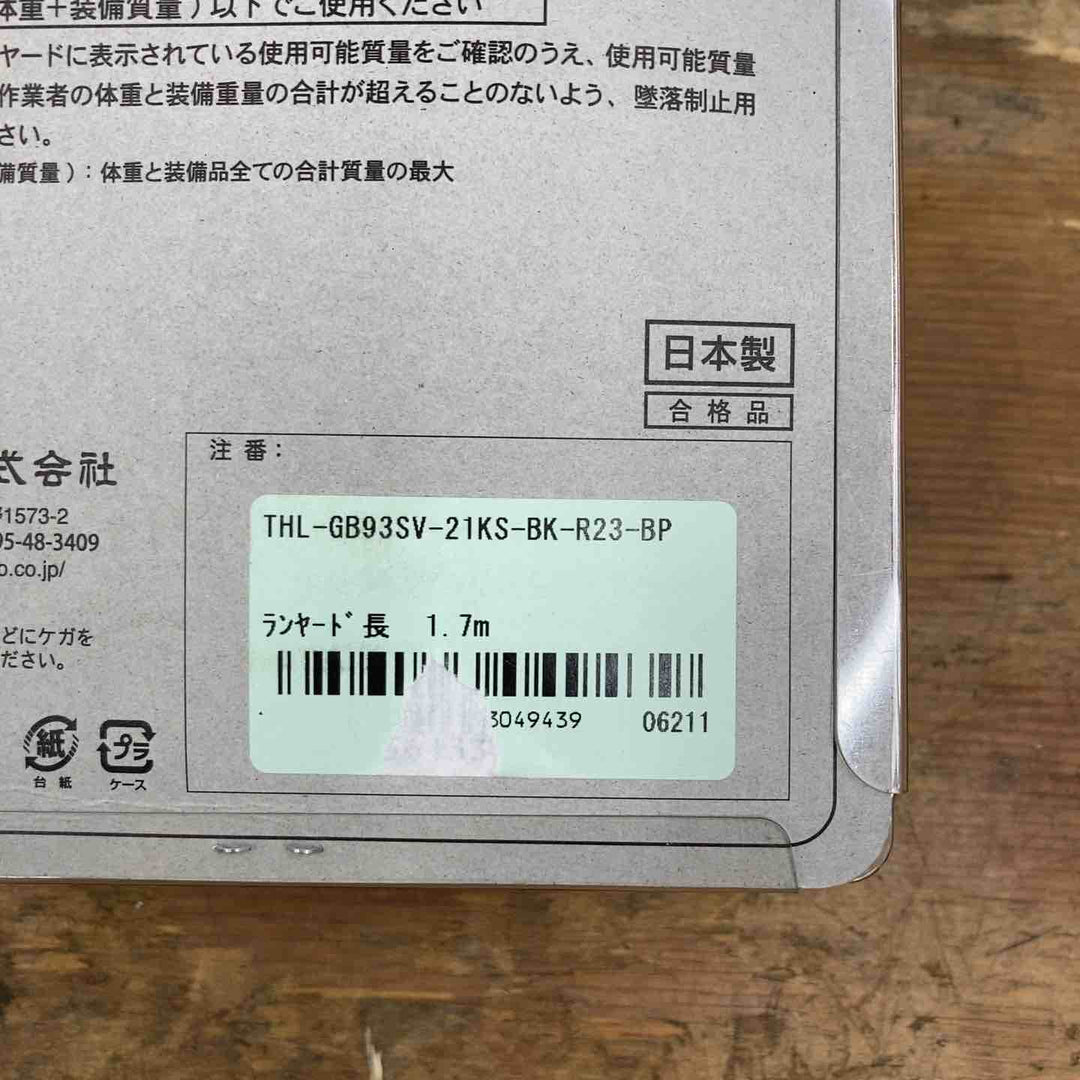 体重+装備質量)以下でご使用ください
ヤードに表示されている使用可能質量をご確認のうえ、使用可能質量
作業者の体重と装備重量の合計が超えることのないよう、墜落制止用
さい。
備質量):体重と装備品全ての合計質量の最大
日本製
合格品
式会社
1573-2
95-48-3409
o.co.jp/
どにケガを
ださい。
紙
台紙
プラ
ケース
注番:
THL-GB93SV-21KS-BK-R23-BP
ランヤード長 1.7m
3049439 06211